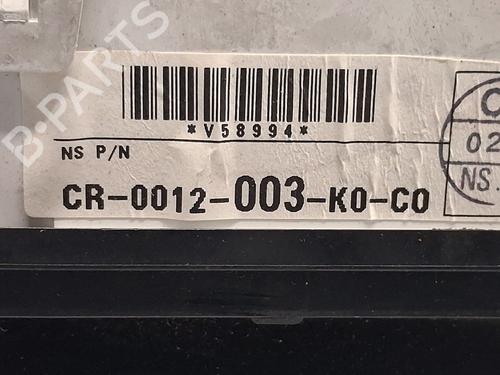 *V58994*
NS P/N
CR-0012-003-K0-C0
02
NS
B-PARTS